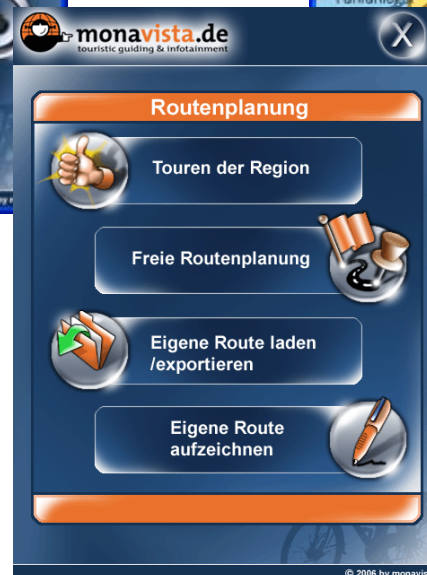 monavista.de
touristic guiding & infotainment
X
Routenplanung
Touren der Region
Freie Routenplanung
Eigene Route laden
/exportieren
Eigene Route
aufzeichnen
© 2006 by monavis